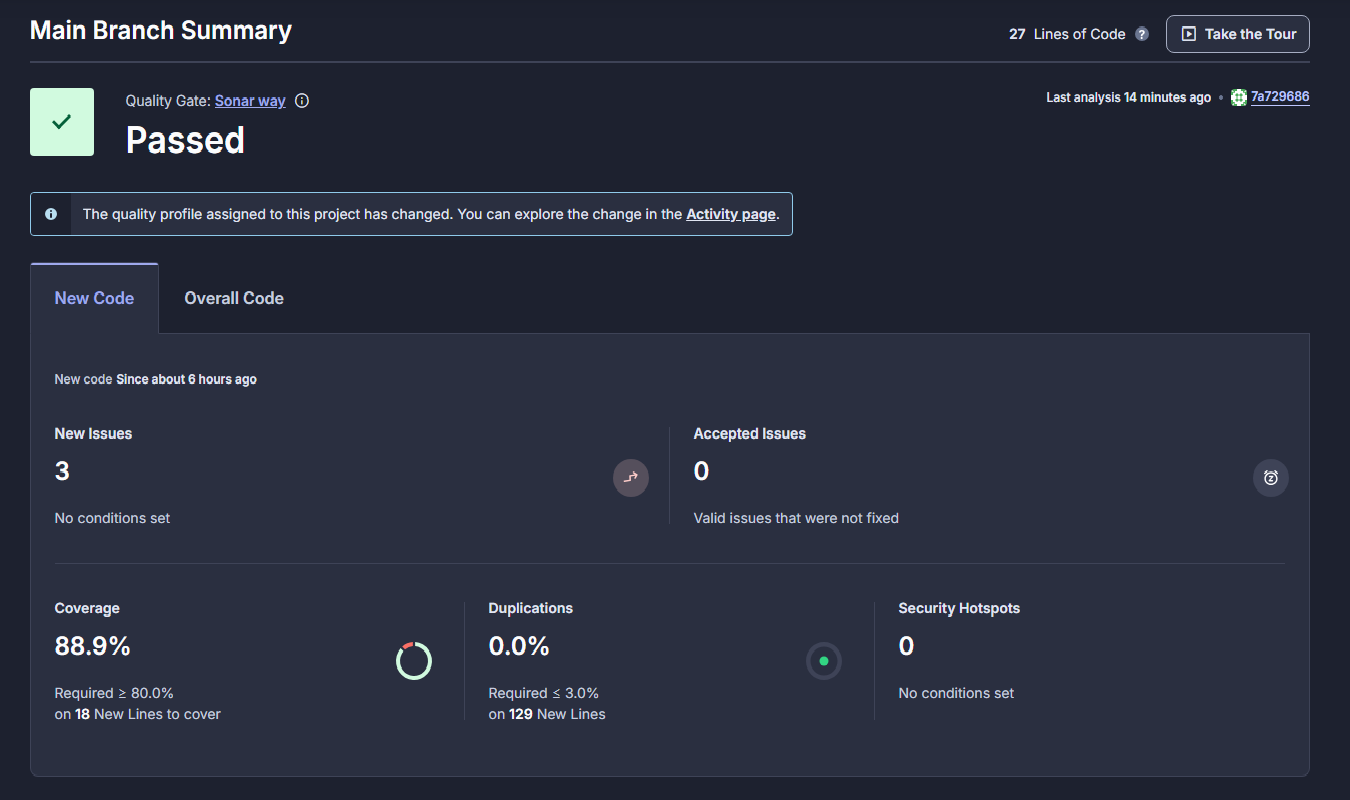 Main Branch Summary
27 Lines of Code ?
Take the Tour
Quality Gate: Sonar way
Passed
Last analysis 14 minutes ago • 7a729686
The quality profile assigned to this project has changed. You can explore the change in the Activity page.
New Code
Overall Code
New code Since about 6 hours ago
New Issues
3
No conditions set
Accepted Issues
0
Valid issues that were not fixed
Coverage
88.9%
Required ≥ 80.0%
on 18 New Lines to cover
Duplications
0.0%
Required ≤ 3.0%
on 129 New Lines
Security Hotspots
0
No conditions set